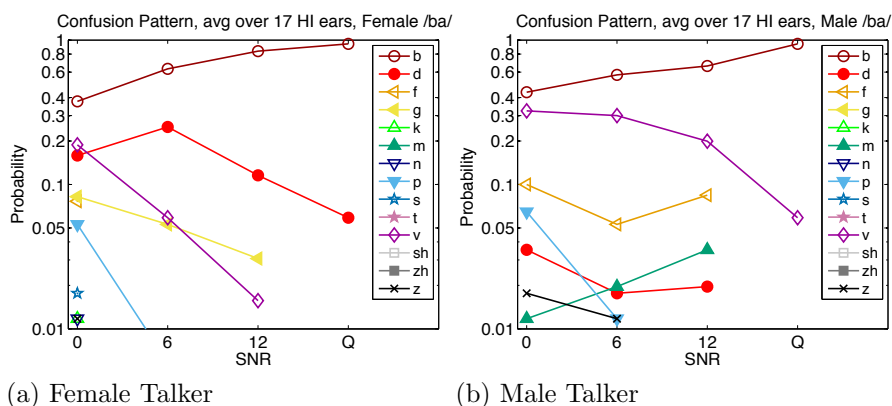 Confusion Pattern, avg over 17 HI ears, Female /ba/
1
0.8
0.6
0.4
0.3
0.2
0.1
0.05
0.01
Probability
0 6 12 Q
SNR
b
d
f
g
k
m
n
p
s
t
v
sh
zh
z
(a) Female Talker
Confusion Pattern, avg over 17 HI ears, Male /ba/
1
0.8
0.6
0.4
0.3
0.2
0.1
0.05
0.01
Probability
0 6 12 Q
SNR
b
d
f
g
k
m
n
p
s
t
v
sh
zh
z
(b) Male Talker